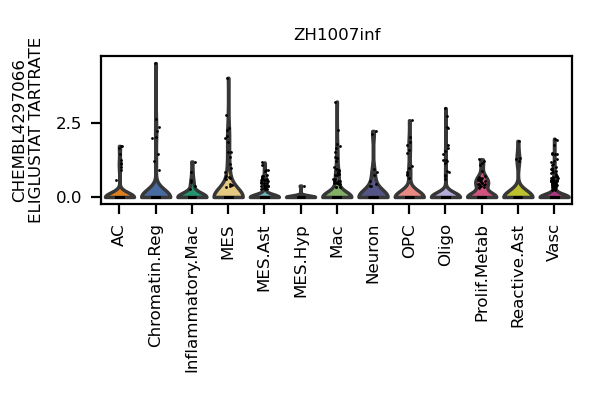 ZH1007inf
CHEMBL4297066
ELIGLUSTAT TARTRATE
2.5
0.0
AC
Chromatin.Reg
Inflammatory.Mac
MES
MES.Ast
MES.Hyp
Mac
Neuron
OPC
Oligo
Prolif.Metab
Reactive.Ast
Vasc